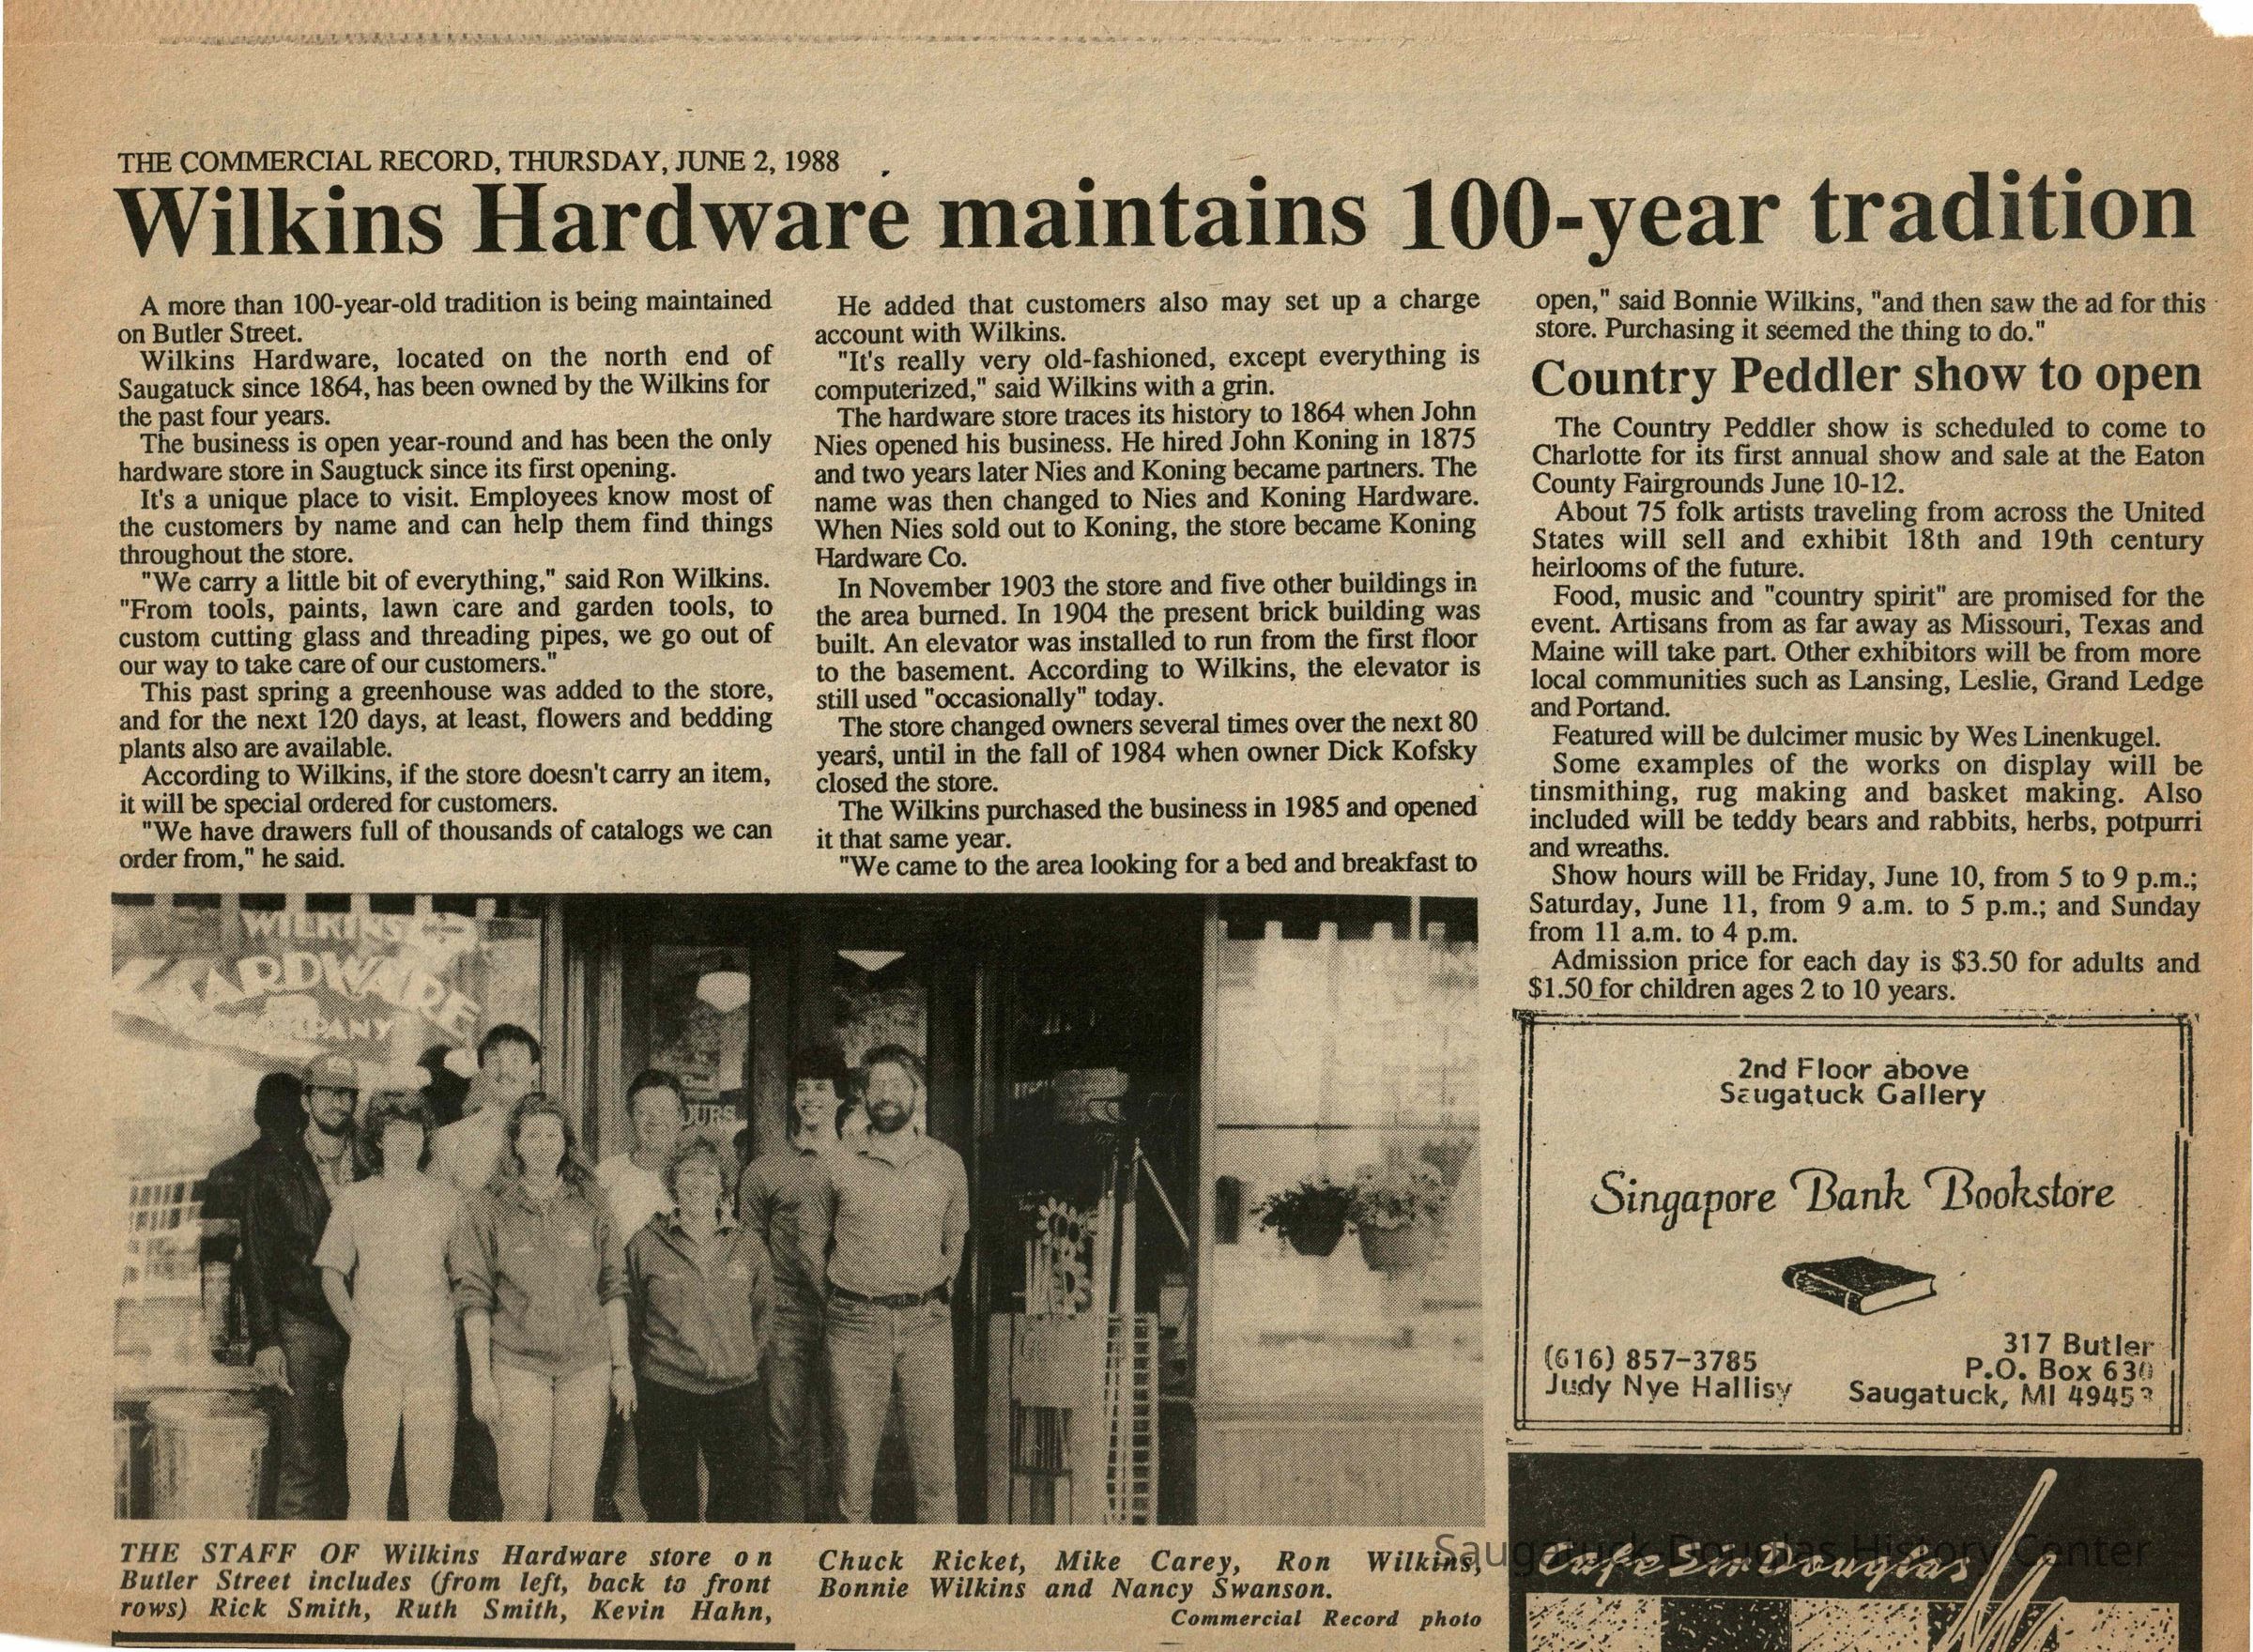 THE COMMERCIAL RECORD, THURSDAY, JUNE 2, 1988
Wilkins Hardware maintains 100-year tradition
A more than 100-year-old tradition is being maintained
on Butler Street.
Wilkins Hardware, located on the north end of
Saugatuck since 1864, has been owned by the Wilkins for
the past four years.
The business is open year-round and has been the only
hardware store in Saugtuck since its first opening.
It's a unique place to visit. Employees know most of
the customers by name and can help them find things
throughout the store.
"We carry a little bit of everything," said Ron Wilkins.
"From tools, paints, lawn care and garden tools, to
custom cutting glass and threading pipes, we go out of
our way to take care of our customers."
This past spring a greenhouse was added to the store,
and for the next 120 days, at least, flowers and bedding
plants also are available.
According to Wilkins, if the store doesn't carry an item,
it will be special ordered for customers.
"We have drawers full of thousands of catalogs we can
order from," he said.
He added that customers also may set up a charge
account with Wilkins.
"It's really very old-fashioned, except everything is
computerized," said Wilkins with a grin.
The hardware store traces its history to 1864 when John
Nies opened his business. He hired John Koning in 1875
and two years later Nies and Koning became partners. The
name was then changed to Nies and Koning Hardware.
When Nies sold out to Koning, the store became Koning
Hardware Co.
In November 1903 the store and five other buildings in
the area burned. In 1904 the present brick building was
built. An elevator was installed to run from the first floor
to the basement. According to Wilkins, the elevator is
still used "occasionally" today.
The store changed owners several times over the next 80
years, until in the fall of 1984 when owner Dick Kofsky
closed the store.
The Wilkins purchased the business in 1985 and opened
it that same year.
"We came to the area looking for a bed and breakfast to
open," said Bonnie Wilkins, "and then saw the ad for this
store. Purchasing it seemed the thing to do."
Country Peddler show to open
The Country Peddler show is scheduled to come to
Charlotte for its first annual show and sale at the Eaton
County Fairgrounds June 10-12.
About 75 folk artists traveling from across the United
States will sell and exhibit 18th and 19th century
heirlooms of the future.
Food, music and "country spirit" are promised for the
event. Artisans from as far away as Missouri, Texas and
Maine will take part. Other exhibitors will be from more
local communities such as Lansing, Leslie, Grand Ledge
and Portand.
Featured will be dulcimer music by Wes Linenkugel.
Some examples of the works on display will be
tinsmithing, rug making and basket making. Also
included will be teddy bears and rabbits, herbs, potpurri
and wreaths.
Show hours will be Friday, June 10, from 5 to 9 p.m.;
Saturday, June 11, from 9 a.m. to 5 p.m.; and Sunday
from 11 a.m. to 4 p.m.
Admission price for each day is $3.50 for adults and
$1.50 for children ages 2 to 10 years.
WILKINS
HARDWARE
COMPANY
THE STAFF OF Wilkins Hardware store on
Butler Street includes (from left, back to front
rows) Rick Smith, Ruth Smith, Kevin Hahn,
Chuck Ricket, Mike Carey, Ron Wilkins,
Bonnie Wilkins and Nancy Swanson.
Commercial Record photo
2nd Floor above
Saugatuck Gallery
Singapore Bank Bookstore
(616) 857-3785
Judy Nye Hallisy
317 Butler
P.O. Box 630
Saugatuck, MI 49453
Cafe Sir Douglas
Saugatuck-Douglas History Center